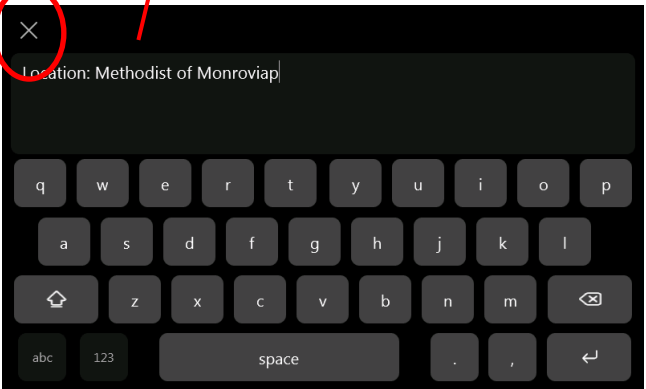 Location: Methodist of Monroviap
q w e r t y u i o p
a s d f g h j k l
z x c v b n m
abc 123 space . ,